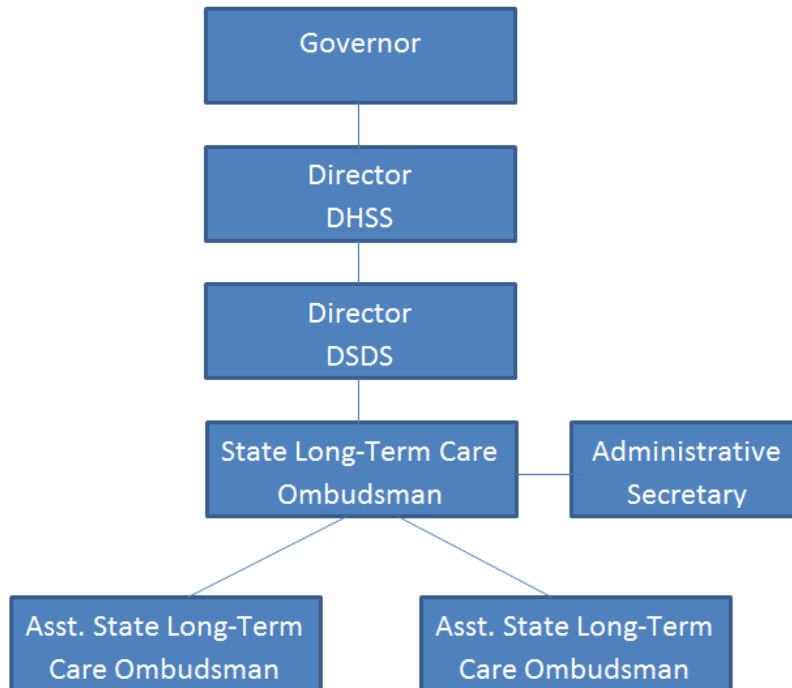 Governor
Director
DHSS
Director
DSDS
State Long-Term Care
Ombudsman
Administrative
Secretary
Asst. State Long-Term
Care Ombudsman
Asst. State Long-Term
Care Ombudsman